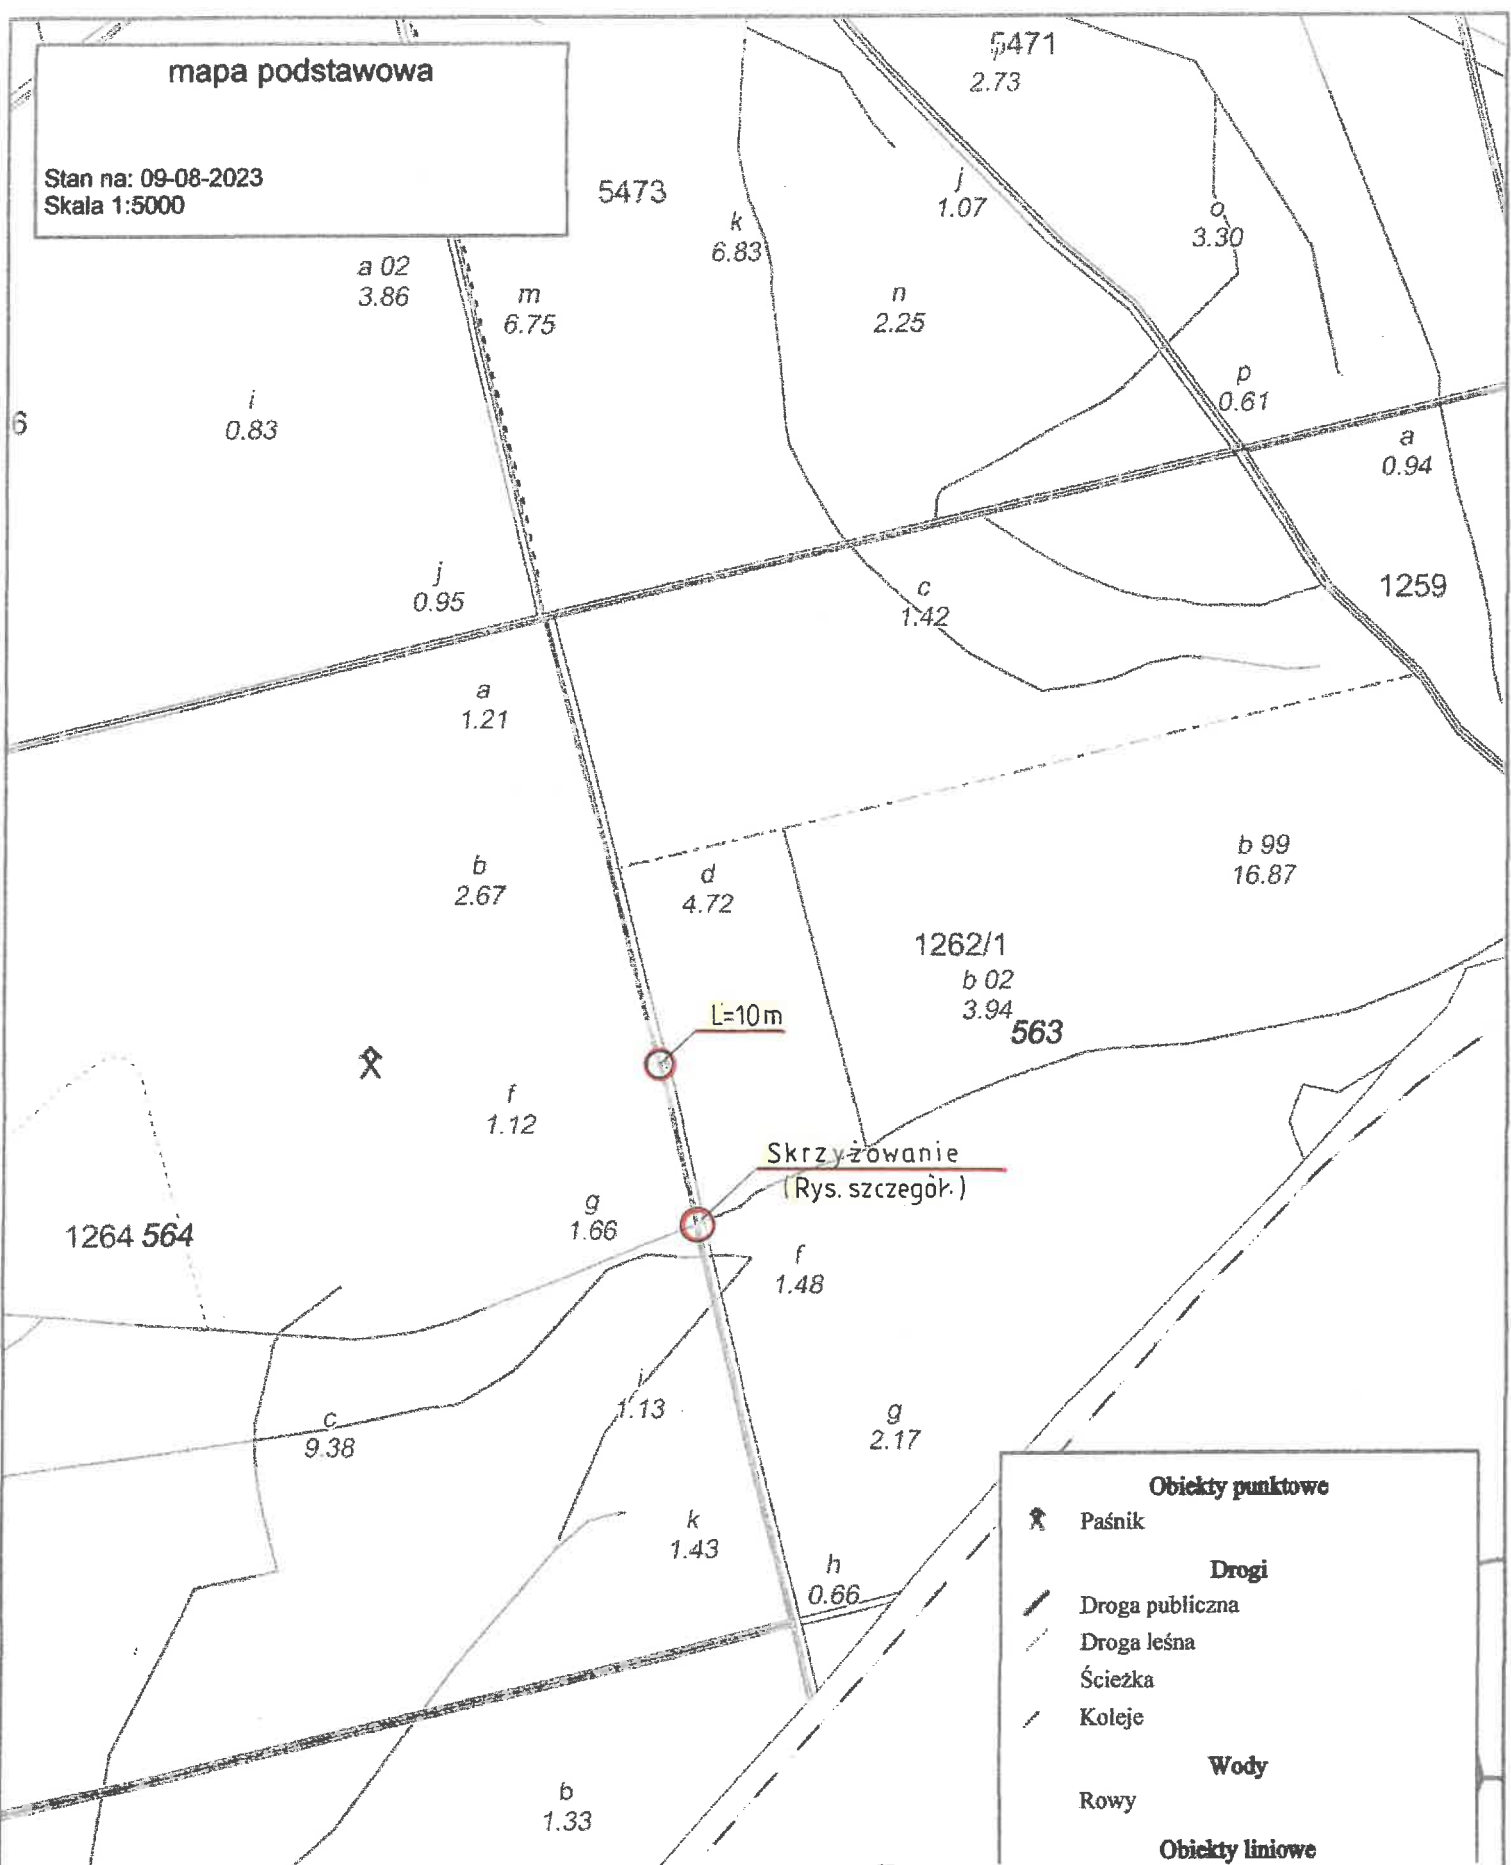 mapa podstawowa
Stan na: 09-08-2023
Skala 1:5000
5471
2.73
5473
j
1.07
k
6.83
o
3.30
a 02
3.86
m
6.75
n
2.25
i
0.83
6
p
0.61
a
0.94
j
0.95
c
1.42
1259
a
1.21
b
2.67
d
4.72
b 99
16.87
1262/1
b 02
3.94
563
L=10m
f
1.12
Skrzyżowanie
(Rys. szczegół.)
g
1.66
1264 564
f
1.48
i
1.13
c
9.38
g
2.17
k
1.43
h
0.66
b
1.33
Obiekty punktowe
Paśnik
Drogi
Droga publiczna
Droga leśna
Ścieżka
Koleje
Wody
Rowy
Obiekty liniowe